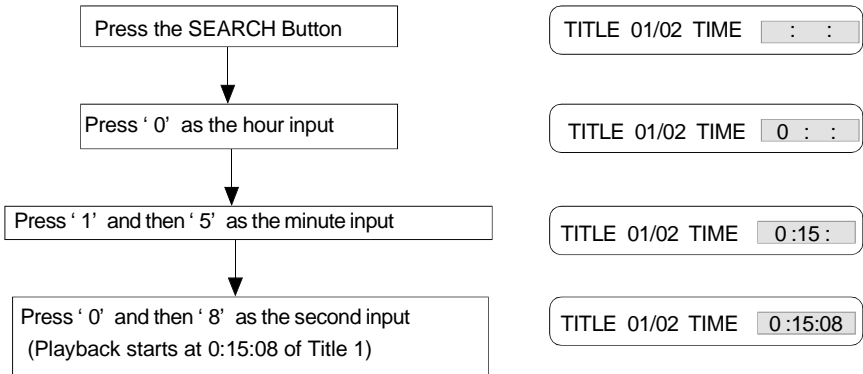 Press the SEARCH Button
TITLE 01/02 TIME : :
Press ‘ 0’ as the hour input
TITLE 01/02 TIME 0 : :
Press ‘ 1’ and then ‘ 5’ as the minute input
TITLE 01/02 TIME 0 :15 :
Press ‘ 0’ and then ‘ 8’ as the second input
(Playback starts at 0:15:08 of Title 1)
TITLE 01/02 TIME 0 :15:08